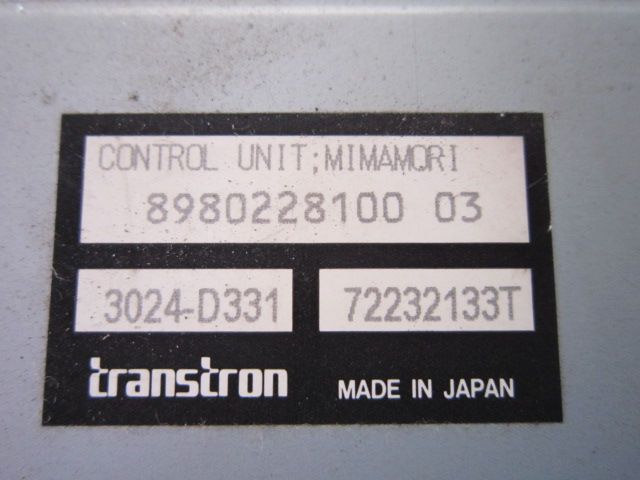 CONTROL UNIT;MIMAMORI
8980228100 03
3024-D331 72232133T
transtron MADE IN JAPAN